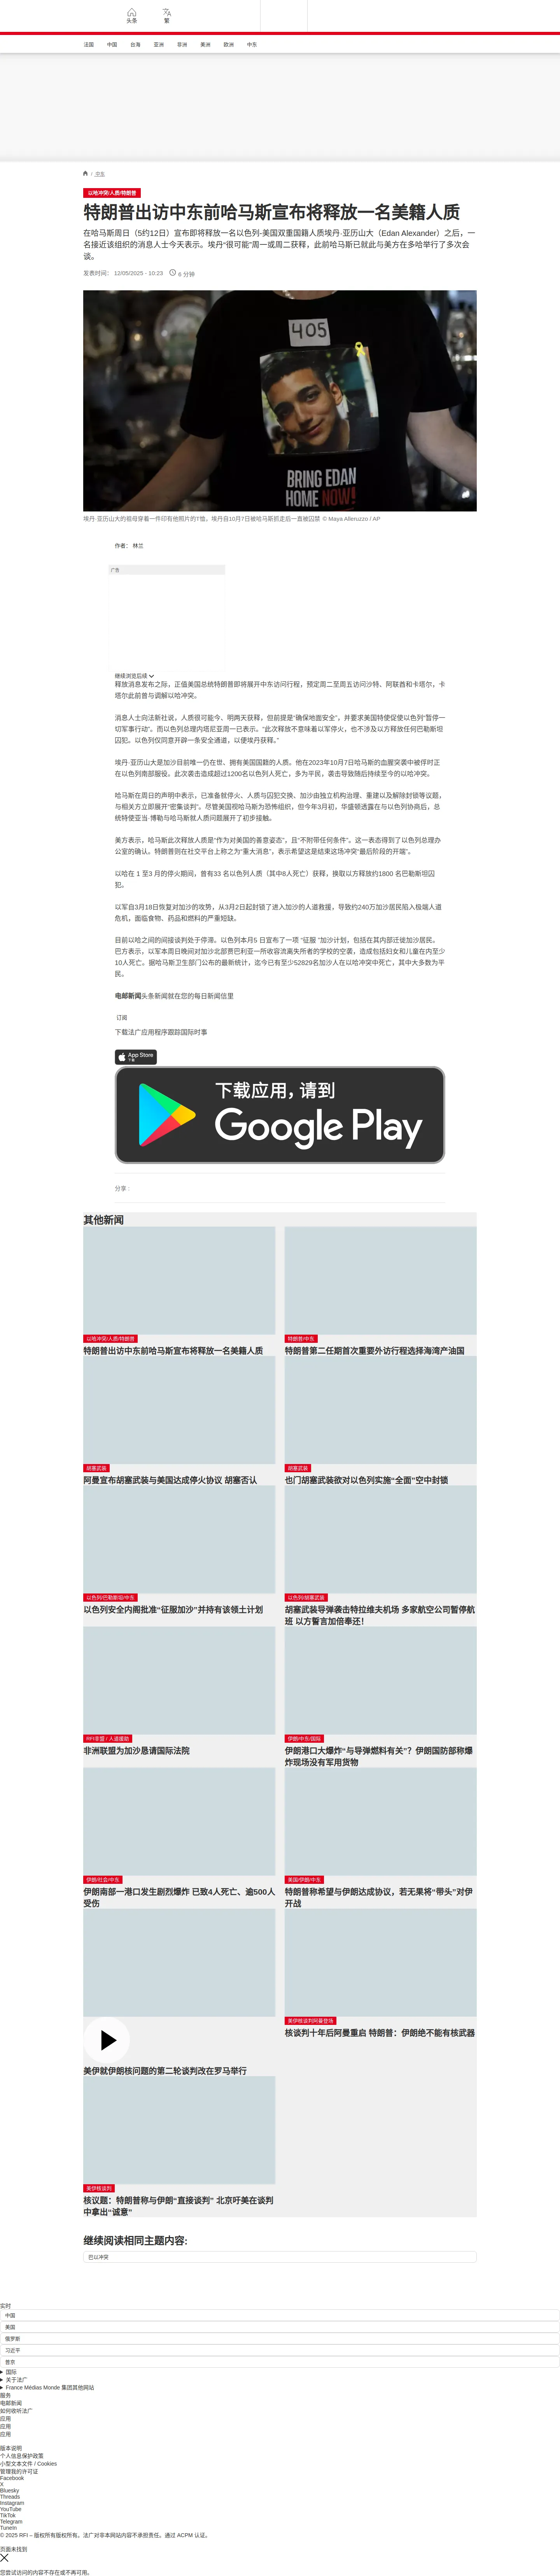 头条
繁
法国 中国 台海 亚洲 非洲 美洲 欧洲 中东
/ 中东
以哈冲突/人质/特朗普
特朗普出访中东前哈马斯宣布将释放一名美籍人质
在哈马斯周日（5约12日）宣布即将释放一名以色列-美国双重国籍人质埃丹·亚历山大（Edan Alexander）之后，一
名接近该组织的消息人士今天表示。埃丹“很可能”周一或周二获释，此前哈马斯已就此与美方在多哈举行了多次会
谈。
发表时间： 12/05/2025 - 10:23 6 分钟
405
BRING EDAN
HOME NOW!
埃丹·亚历山大的祖母穿着一件印有他照片的T恤，埃丹自10月7日被哈马斯抓走后一直被囚禁 © Maya Alleruzzo / AP
作者： 林兰
广告
继续浏览后续
释放消息发布之际，正值美国总统特朗普即将展开中东访问行程，预定周二至周五访问沙特、阿联酋和卡塔尔，卡
塔尔此前曾与调解以哈冲突。
消息人士向法新社说，人质很可能今、明两天获释，但前提是“确保地面安全”，并要求美国特使促使以色列“暂停一
切军事行动”。而以色列总理内塔尼亚周一已表示。“此次释放不意味着以军停火，也不涉及以方释放任何巴勒斯坦
囚犯。以色列仅同意开辟一条安全通道，以便埃丹获释。”
埃丹·亚历山大是加沙目前唯一仍在世、拥有美国国籍的人质。他在2023年10月7日哈马斯的血腥突袭中被俘时正
在以色列南部服役。此次袭击造成超过1200名以色列人死亡，多为平民，袭击导致随后持续至今的以哈冲突。
哈马斯在周日的声明中表示，已准备就停火、人质与囚犯交换、加沙由独立机构治理、重建以及解除封锁等议题，
与相关方立即展开“密集谈判”。尽管美国视哈马斯为恐怖组织，但今年3月初，华盛顿透露在与以色列协商后，总
统特使亚当·博勒与哈马斯就人质问题展开了初步接触。
美方表示，哈马斯此次释放人质是“作为对美国的善意姿态”，且“不附带任何条件”。这一表态得到了以色列总理办
公室的确认。特朗普则在社交平台上称之为“重大消息”，表示希望这是结束这场冲突“最后阶段的开端”。
以哈在 1 至3 月的停火期间，曾有33 名以色列人质（其中8人死亡）获释，换取以方释放约1800 名巴勒斯坦囚
犯。
以军自3月18日恢复对加沙的攻势，从3月2日起封锁了进入加沙的人道救援，导致约240万加沙居民陷入极端人道
危机，面临食物、药品和燃料的严重短缺。
目前以哈之间的间接谈判处于停滞。以色列本月5 日宣布了一项 “征服 ”加沙计划，包括在其内部迁徙加沙居民。
巴方表示，以军本周日晚间对加沙北部贾巴利亚一所收容流离失所者的学校的空袭，造成包括妇女和儿童在内至少
10人死亡。据哈马斯卫生部门公布的最新统计，迄今已有至少52829名加沙人在以哈冲突中死亡，其中大多数为平
民。
电邮新闻头条新闻就在您的每日新闻信里
订阅
下载法广应用程序跟踪国际时事
App Store
下载
下载应用，请到
Google Play
分享 :
其他新闻
以哈冲突/人质/特朗普
特朗普出访中东前哈马斯宣布将释放一名美籍人质
特朗普/中东
特朗普第二任期首次重要外访行程选择海湾产油国
胡塞武装
阿曼宣布胡塞武装与美国达成停火协议 胡塞否认
胡塞武装
也门胡塞武装欲对以色列实施“全面”空中封锁
以色列/巴勒斯坦/中东
以色列安全内阁批准“征服加沙”并持有该领土计划
以色列/胡塞武装
胡塞武装导弹袭击特拉维夫机场 多家航空公司暂停航
班 以方誓言加倍奉还！
RFI非盟 / 人道援助
非洲联盟为加沙恳请国际法院
伊朗/中东/国际
伊朗港口大爆炸“与导弹燃料有关”？伊朗国防部称爆
炸现场没有军用货物
伊朗/社会/中东
伊朗南部一港口发生剧烈爆炸 已致4人死亡、逾500人
受伤
美国/伊朗/中东
特朗普称希望与伊朗达成协议，若无果将“带头”对伊
开战
美伊就伊朗核问题的第二轮谈判改在罗马举行
美伊核谈判阿曼登场
核谈判十年后阿曼重启 特朗普：伊朗绝不能有核武器
美伊核谈判
核议题：特朗普称与伊朗“直接谈判” 北京吁美在谈判
中拿出“诚意”
继续阅读相同主题内容:
巴以冲突
实时
中国
美国
俄罗斯
习近平
普京
国际
关于法广
France Médias Monde 集团其他网站
服务
电邮新闻
如何收听法广
应用
应用
应用
版本说明
个人信息保护政策
小型文本文件 / Cookies
管理我的许可证
Facebook
X
Bluesky
Threads
Instagram
YouTube
TikTok
Telegram
TuneIn
© 2025 RFI – 版权所有版权所有。法广对非本网站内容不承担责任。通过 ACPM 认证。
页面未找到
您尝试访问的内容不存在或不再可用。